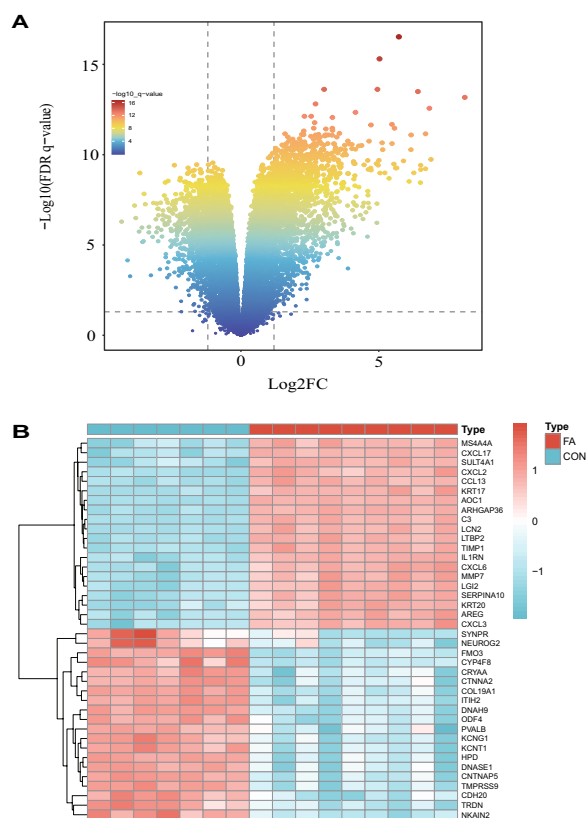 A
15
10
5
0
−Log10(FDR q-value)
−log10_q−value
16
12
8
4
0
5
Log2FC
B
Type
MS4A4A
CXCL17
SULT4A1
CXCL2
CCL13
KRT17
AOC1
ARHGAP36
C3
LCN2
LTBP2
TIMP1
IL1RN
CXCL6
MMP7
LGI2
SERPINA10
KRT20
AREG
CXCL3
SYNPR
NEUROG2
FMO3
CYP4F8
CRYAA
CTNNA2
COL19A1
ITIH2
DNAH9
ODF4
PVALB
KCNG1
KCNT1
HPD
DNASE1
CNTNAP5
TMPRSS9
CDH20
TRDN
NKAIN2
1
0
−1
Type
FA
CON